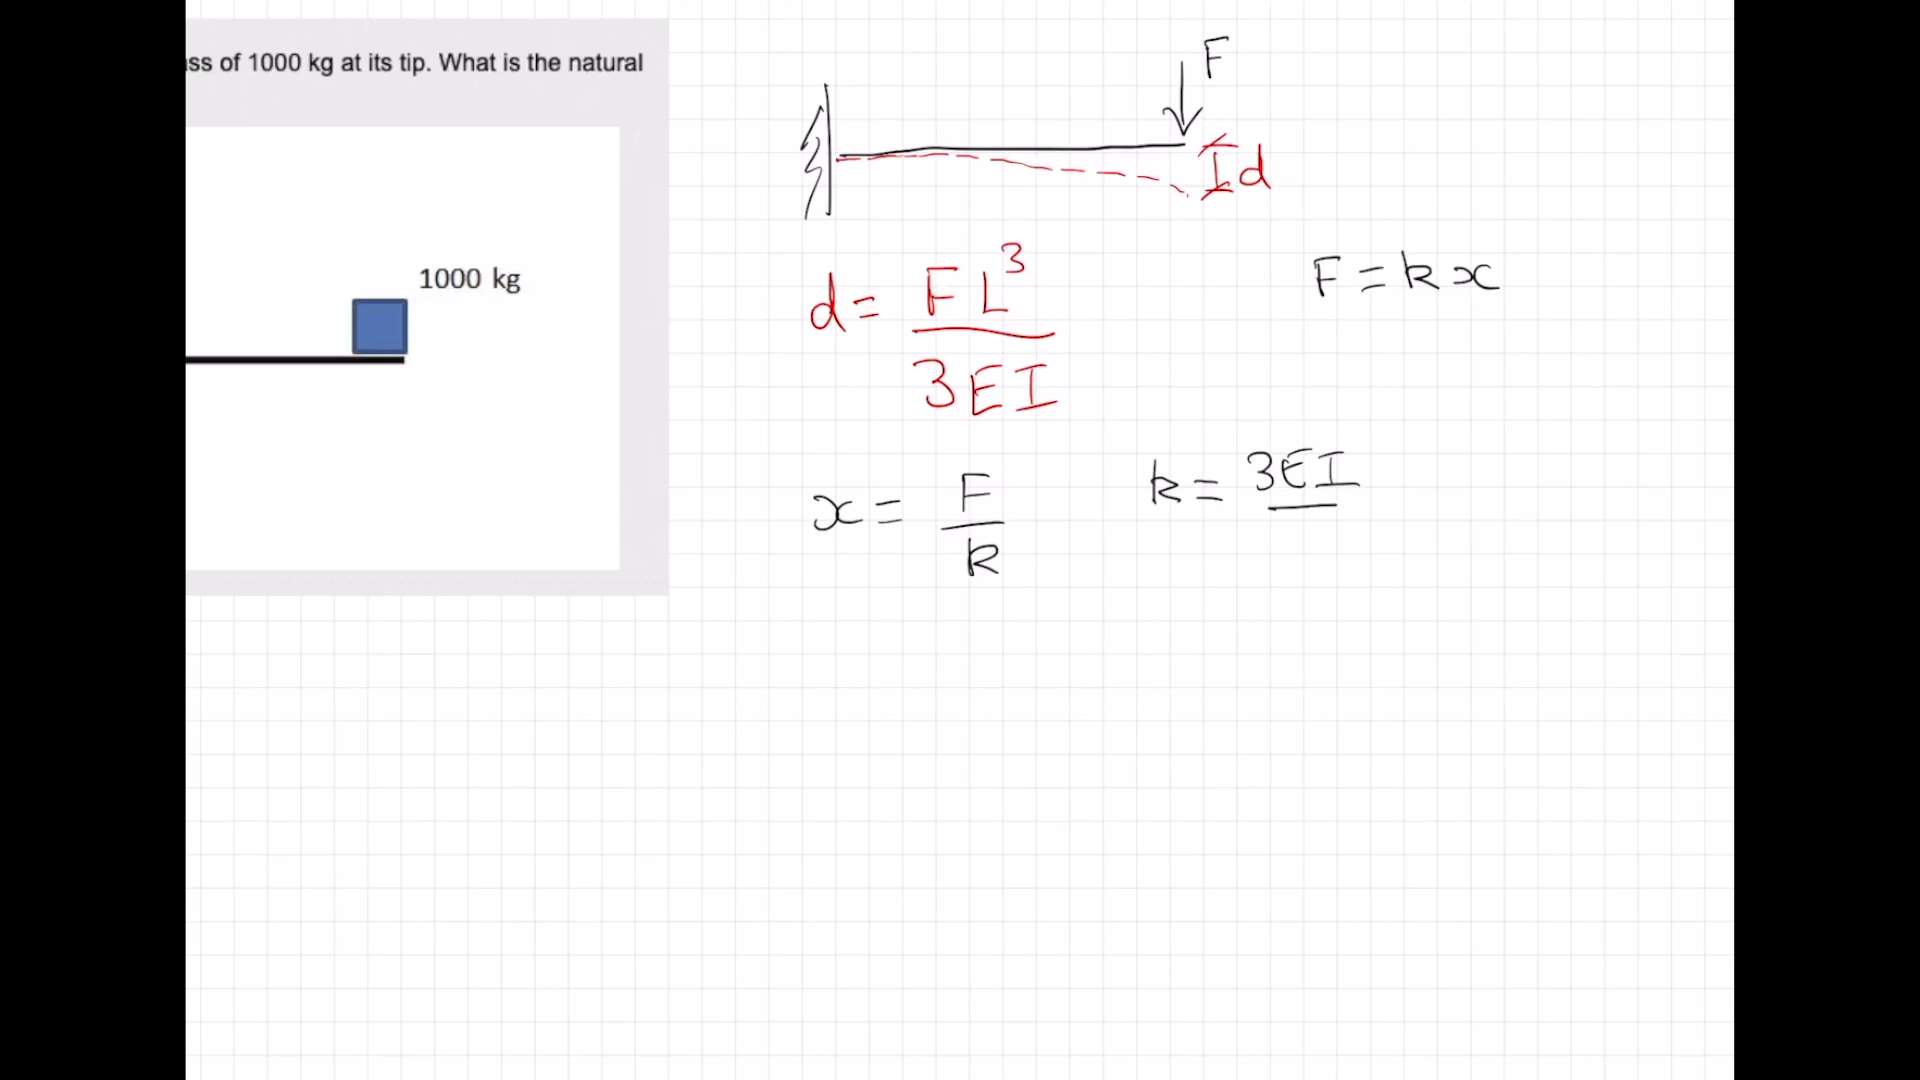 ss of 1000 kg at its tip. What is the natural
1000 kg
F
d
d = FL³ / 3EI
F = kx
x = F / k
k = 3EI